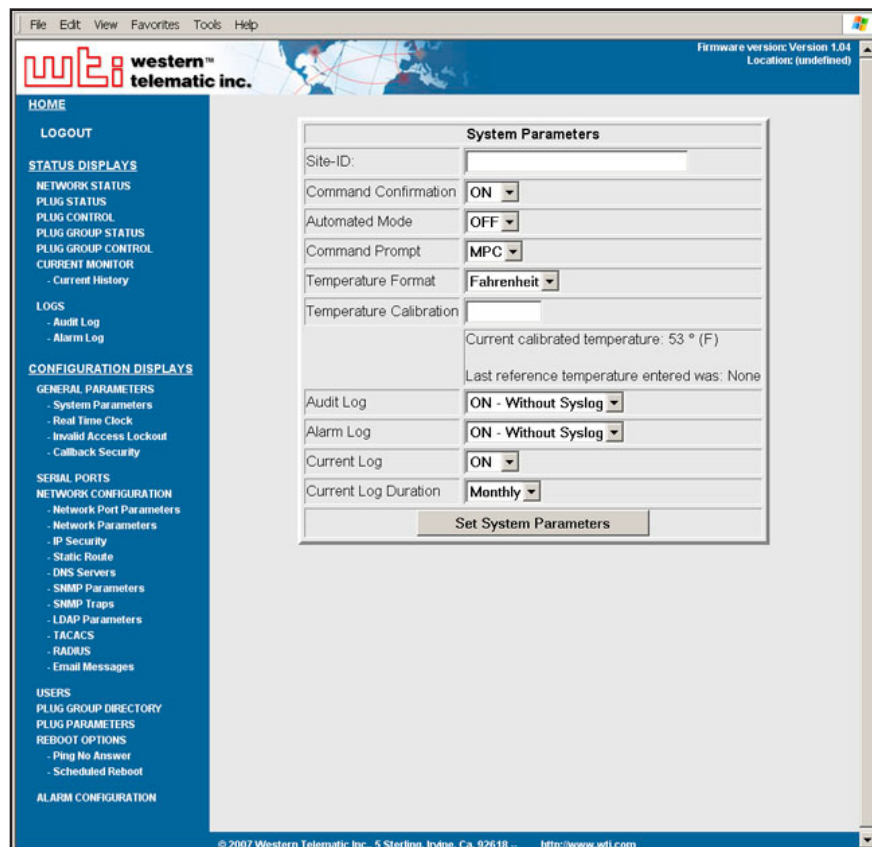 File Edit View Favorites Tools Help
wti western™
telematic inc.
Firmware version: Version 1.04
Location: (undefined)
HOME
LOGOUT
STATUS DISPLAYS
NETWORK STATUS
PLUG STATUS
PLUG CONTROL
PLUG GROUP STATUS
PLUG GROUP CONTROL
CURRENT MONITOR
- Current History
LOGS
- Audit Log
- Alarm Log
CONFIGURATION DISPLAYS
GENERAL PARAMETERS
- System Parameters
- Real Time Clock
- Invalid Access Lockout
- Callback Security
SERIAL PORTS
NETWORK CONFIGURATION
- Network Port Parameters
- Network Parameters
- IP Security
- Static Route
- DNS Servers
- SNMP Parameters
- SNMP Traps
- LDAP Parameters
- TACACS
- RADIUS
- Email Messages
USERS
PLUG GROUP DIRECTORY
PLUG PARAMETERS
REBOOT OPTIONS
- Ping No Answer
- Scheduled Reboot
ALARM CONFIGURATION
System Parameters
Site-ID:
Command Confirmation ON
Automated Mode OFF
Command Prompt MPC
Temperature Format Fahrenheit
Temperature Calibration
Current calibrated temperature: 53 ° (F)
Last reference temperature entered was: None
Audit Log ON - Without Syslog
Alarm Log ON - Without Syslog
Current Log ON
Current Log Duration Monthly
Set System Parameters
© 2007 Western Telematic Inc., 5 Sterling, Irvine, Ca. 92618 -- http://www.wti.com